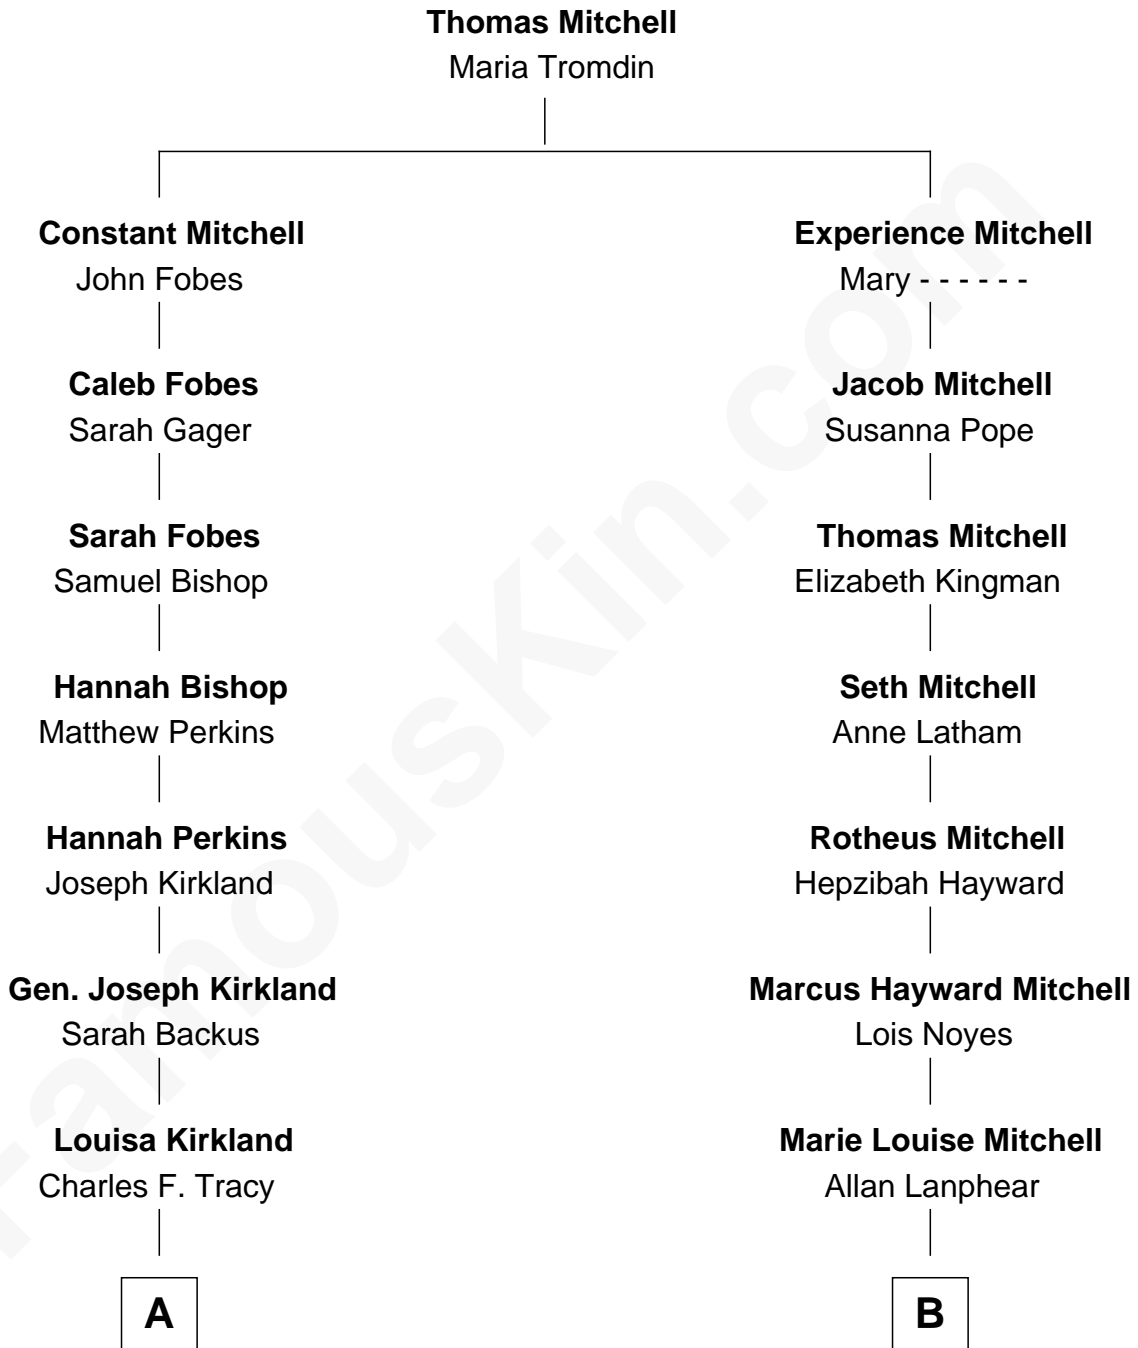 Thomas Mitchell
Maria Tromdin
Constant Mitchell
John Fobes
Experience Mitchell
Mary - - - - - -
Caleb Fobes
Sarah Gager
Jacob Mitchell
Susanna Pope
Sarah Fobes
Samuel Bishop
Thomas Mitchell
Elizabeth Kingman
Hannah Bishop
Matthew Perkins
Seth Mitchell
Anne Latham
Hannah Perkins
Joseph Kirkland
Rotheus Mitchell
Hepzibah Hayward
Gen. Joseph Kirkland
Sarah Backus
Marcus Hayward Mitchell
Lois Noyes
Louisa Kirkland
Charles F. Tracy
Marie Louise Mitchell
Allan Lanphear
A
B
FamousKin.com